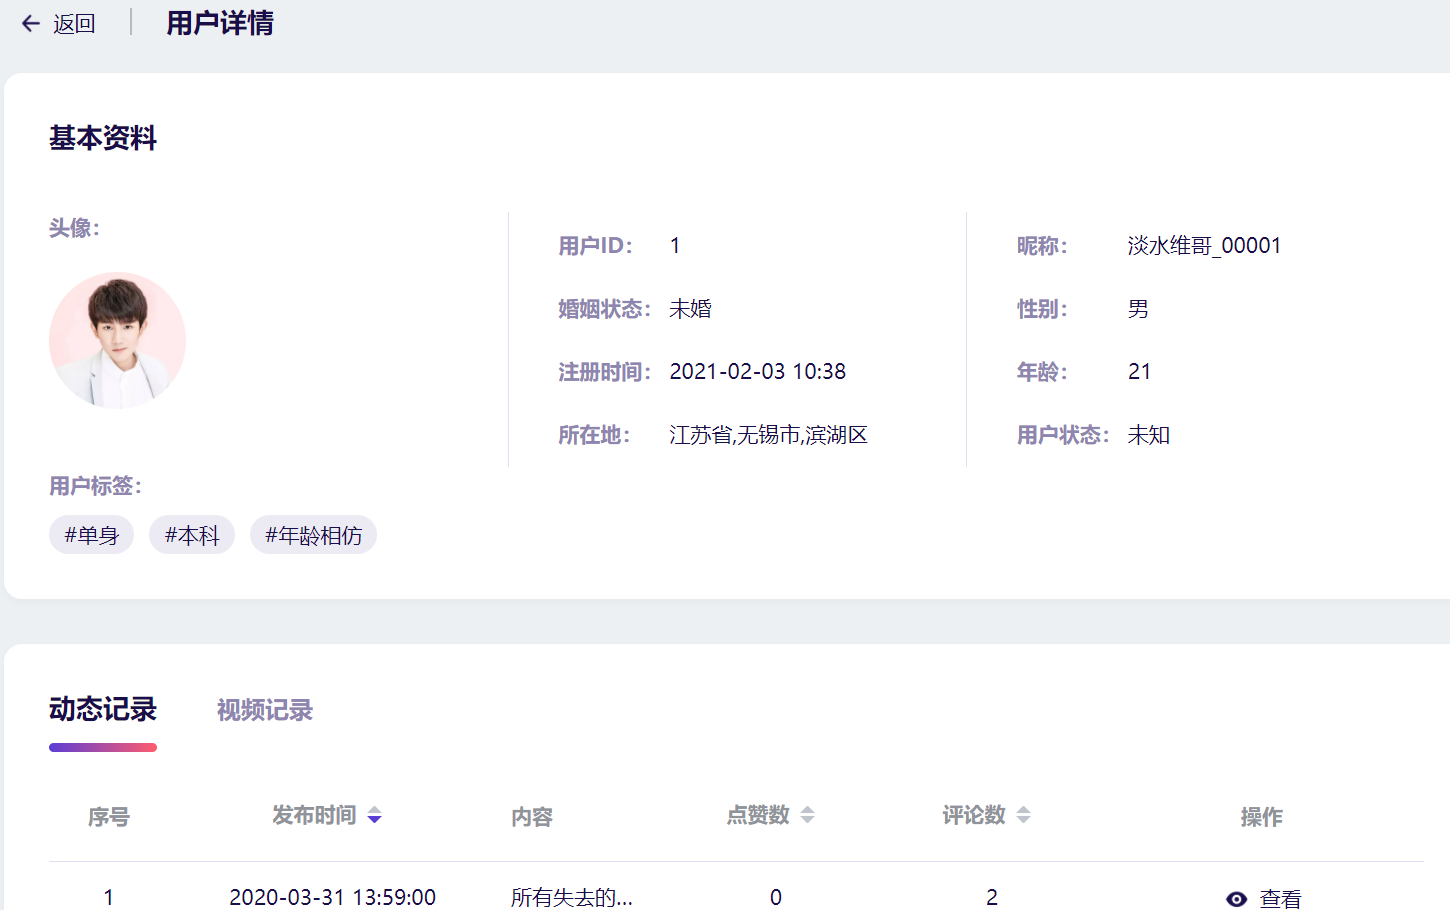 返回 用户详情
基本资料
头像:
用户ID: 1
昵称: 淡水维哥_00001
婚姻状态: 未婚
性别: 男
注册时间: 2021-02-03 10:38
年龄: 21
所在地: 江苏省,无锡市,滨湖区
用户状态: 未知
用户标签:
#单身 #本科 #年龄相仿
动态记录 视频记录
序号 发布时间 内容 点赞数 评论数 操作
1 2020-03-31 13:59:00 所有失去的... 0 2 查看